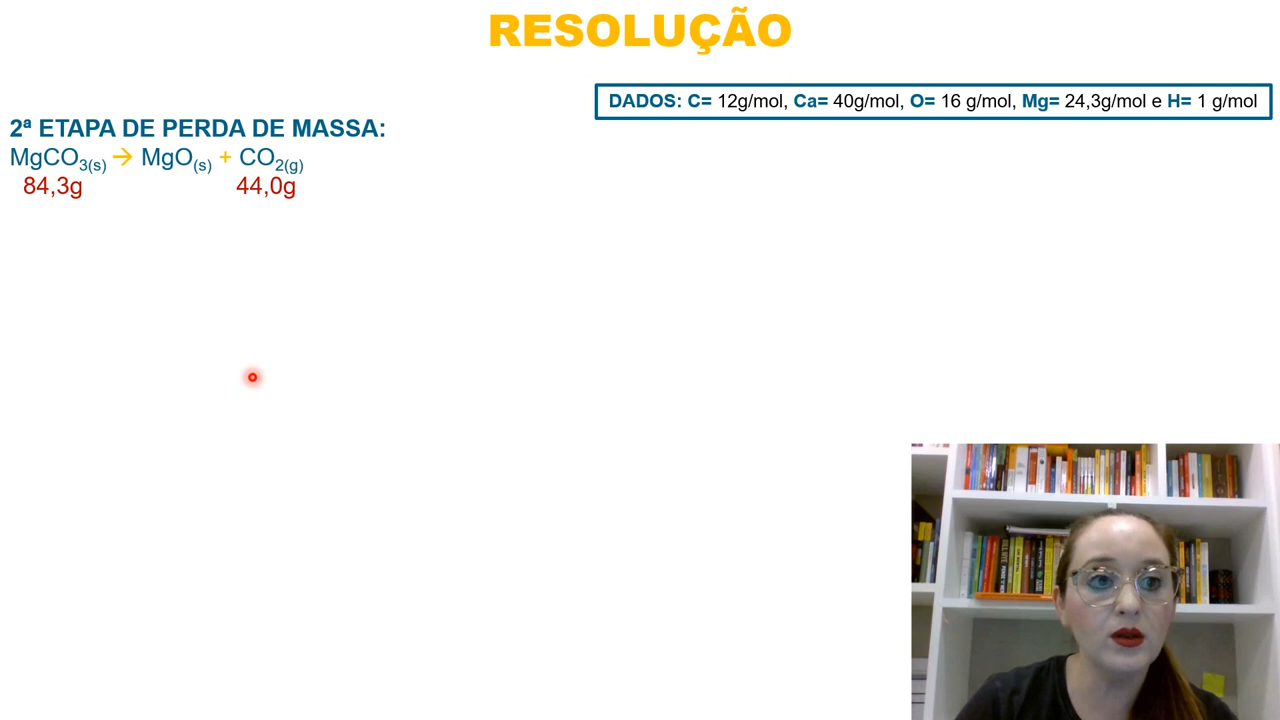 RESOLUÇÃO
DADOS: C= 12g/mol, Ca= 40g/mol, O= 16 g/mol, Mg= 24,3g/mol e H= 1 g/mol
2ª ETAPA DE PERDA DE MASSA:
MgCO3(s) → MgO(s) + CO2(g)
84,3g 44,0g